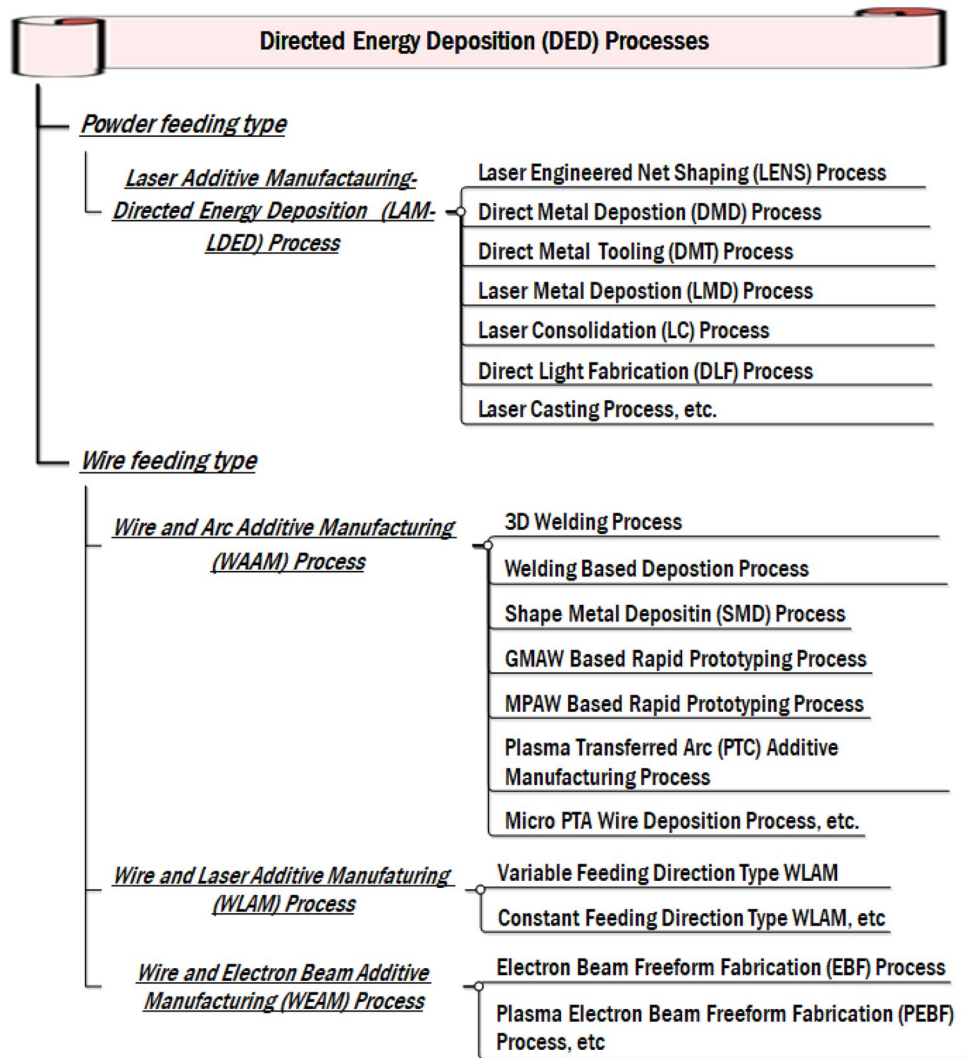 Directed Energy Deposition (DED) Processes
Powder feeding type
Laser Additive Manufactauring-
Directed Energy Deposition (LAM-
LDED) Process
Laser Engineered Net Shaping (LENS) Process
Direct Metal Depostion (DMD) Process
Direct Metal Tooling (DMT) Process
Laser Metal Depostion (LMD) Process
Laser Consolidation (LC) Process
Direct Light Fabrication (DLF) Process
Laser Casting Process, etc.
Wire feeding type
Wire and Arc Additive Manufacturing
(WAAM) Process
3D Welding Process
Welding Based Depostion Process
Shape Metal Depositin (SMD) Process
GMAW Based Rapid Prototyping Process
MPAW Based Rapid Prototyping Process
Plasma Transferred Arc (PTC) Additive
Manufacturing Process
Micro PTA Wire Deposition Process, etc.
Wire and Laser Additive Manufaturing
(WLAM) Process
Variable Feeding Direction Type WLAM
Constant Feeding Direction Type WLAM, etc
Wire and Electron Beam Additive
Manufacturing (WEAM) Process
Electron Beam Freeform Fabrication (EBF) Process
Plasma Electron Beam Freeform Fabrication (PEBF)
Process, etc